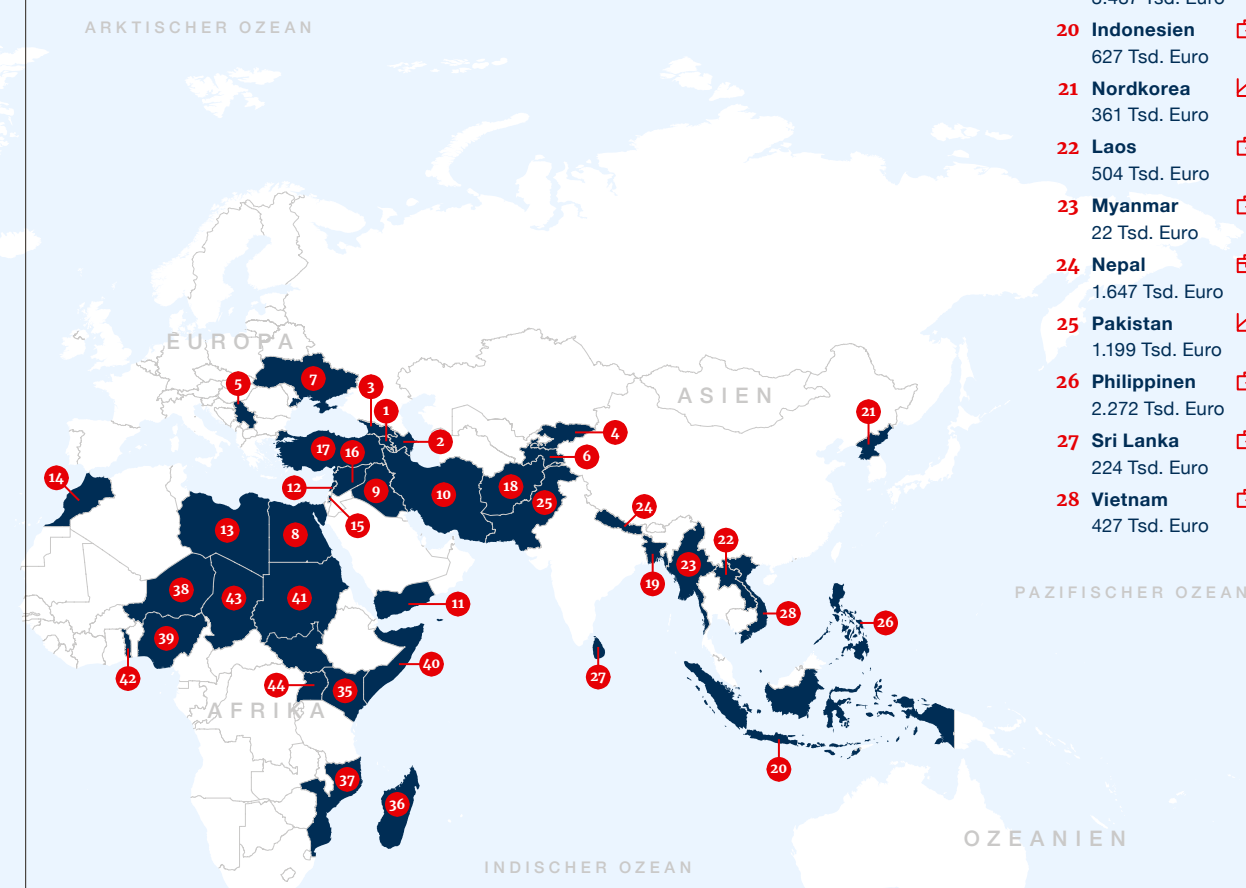 ARKTISCHER OZEAN
20 Indonesien
627 Tsd. Euro
21 Nordkorea
361 Tsd. Euro
22 Laos
504 Tsd. Euro
23 Myanmar
22 Tsd. Euro
24 Nepal
1.647 Tsd. Euro
25 Pakistan
1.199 Tsd. Euro
26 Philippinen
2.272 Tsd. Euro
27 Sri Lanka
224 Tsd. Euro
28 Vietnam
427 Tsd. Euro
EUROPA
ASIEN
7
5
3
1
2
4
21
17
16
6
14
12
9
10
18
25
15
24
13
8
22
23
19
38
43
41
11
28
PAZIFISCHER OZEAN
39
26
42
40
27
44
35
AFRIKA
20
37
36
OZEANIEN
INDISCHER OZEAN